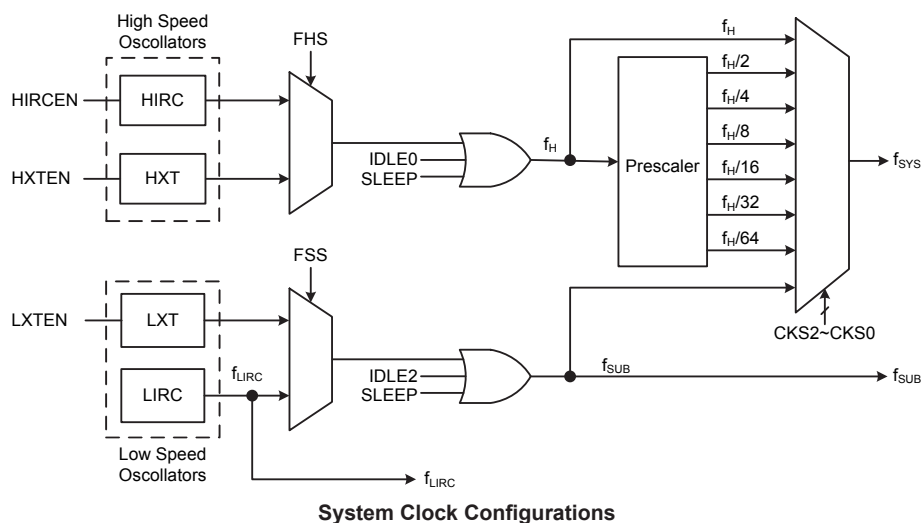 High Speed
Oscollators
FHS
HIRCEN
HIRC
HXTEN
HXT
IDLE0
SLEEP
fH
fH
Prescaler
fH/2
fH/4
fH/8
fH/16
fH/32
fH/64
fSYS
CKS2~CKS0
FSS
LXTEN
LXT
LIRC
fLIRC
IDLE2
SLEEP
fSUB
fSUB
Low Speed
Oscollators
fLIRC
System Clock Configurations